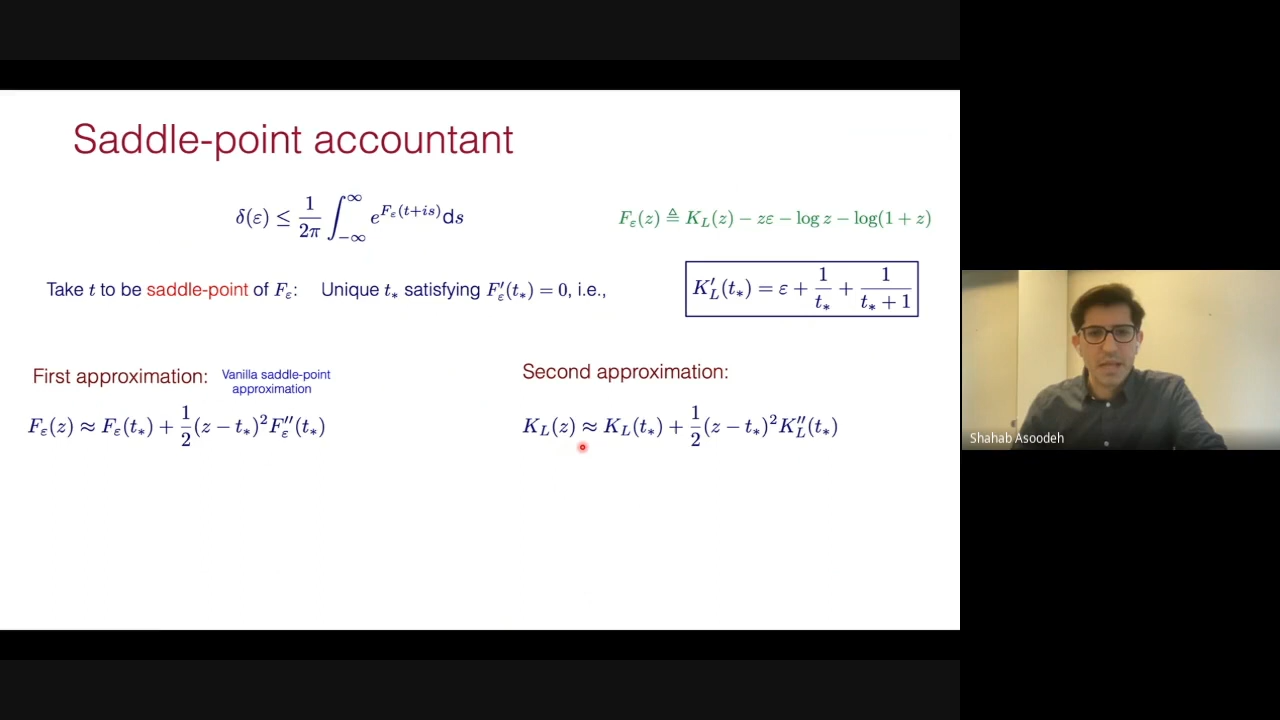 Saddle-point accountant
δ(ε) ≤ 1/2π ∫_{-∞}^{∞} e^{F_ε(t+is)} ds
F_ε(z) ≜ K_L(z) − zε − log z − log(1 + z)
Take t to be saddle-point of F_ε: Unique t_* satisfying F'_ε(t_*) = 0, i.e.,
K'_L(t_*) = ε + 1/t_* + 1/(t_* + 1)
First approximation: Vanilla saddle-point
approximation
F_ε(z) ≈ F_ε(t_*) + 1/2 (z − t_*)^2 F''_ε(t_*)
Second approximation:
K_L(z) ≈ K_L(t_*) + 1/2 (z − t_*)^2 K''_L(t_*)
Shahab Asoodeh